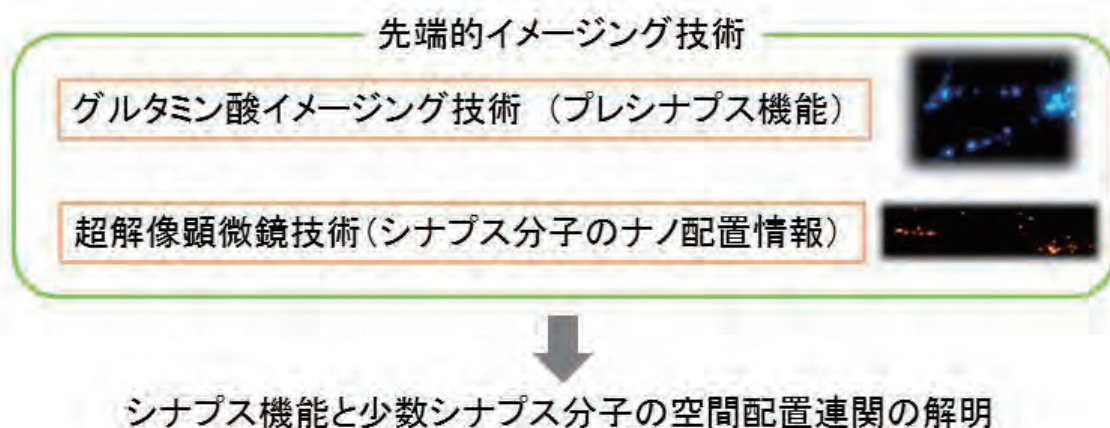 先端的イメージング技術
グルタミン酸イメージング技術 （プレシナプス機能）
超解像顕微鏡技術（シナプス分子のナノ配置情報）
シナプス機能と少数シナプス分子の空間配置連関の解明